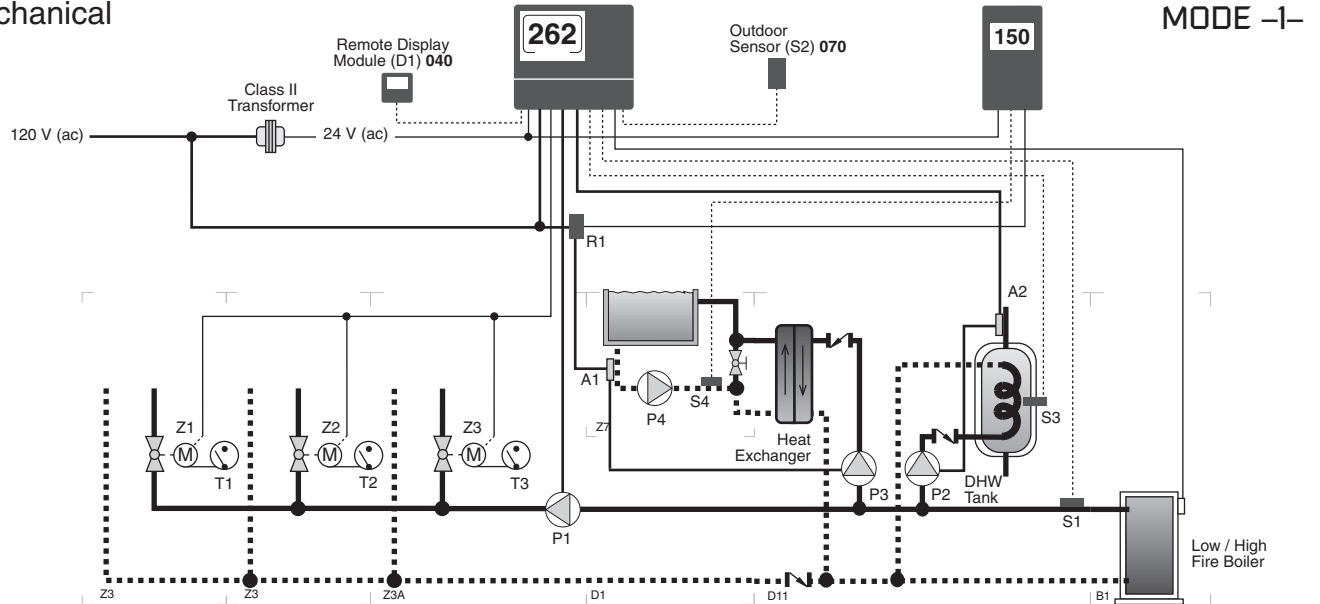 chanical
262
150
MODE –1–
Remote Display
Module (D1) 040
Outdoor
Sensor (S2) 070
Class II
Transformer
120 V (ac)
24 V (ac)
R1
A2
A1
P4
S4
S3
Z7
Z1
M
T1
Z2
M
T2
Z3
M
T3
Heat
Exchanger
P3
P2
DHW
Tank
P1
S1
Low / High
Fire Boiler
Z3
Z3
Z3A
D1
D11
B1